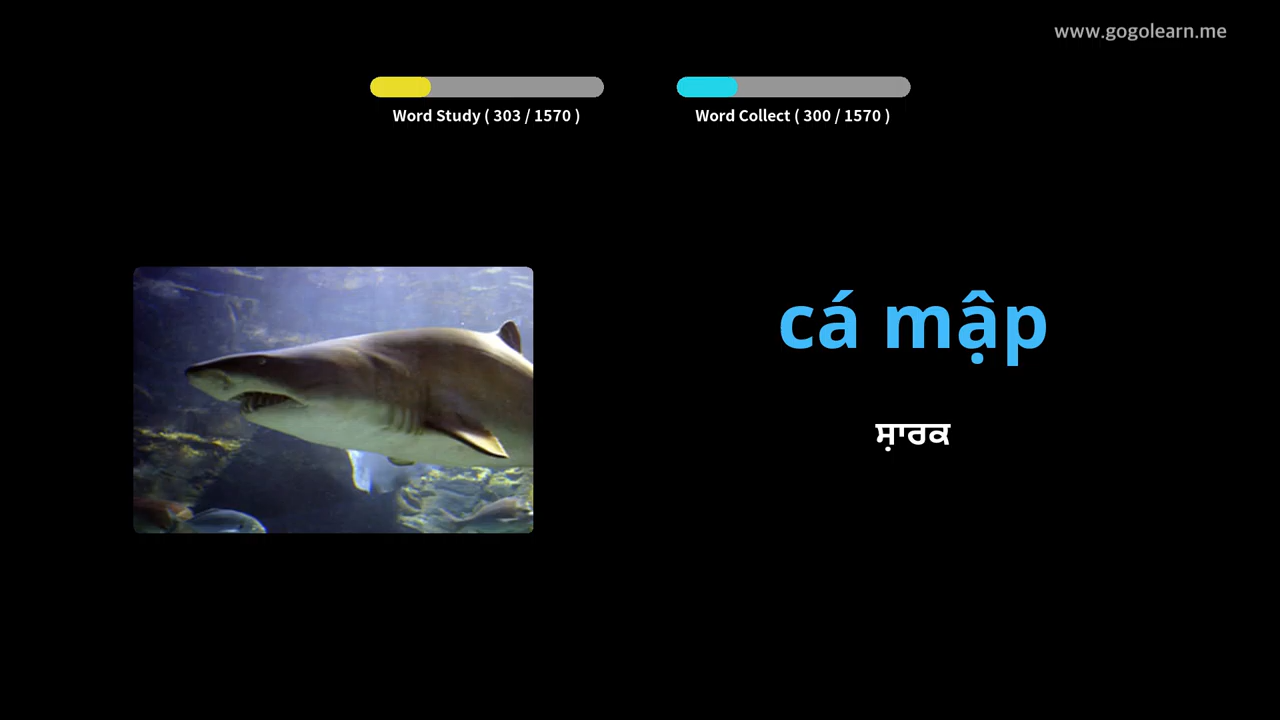 www.gogolearn.me
Word Study ( 303 / 1570 )
Word Collect ( 300 / 1570 )
cá mập
ਸ਼ਾਰਕ